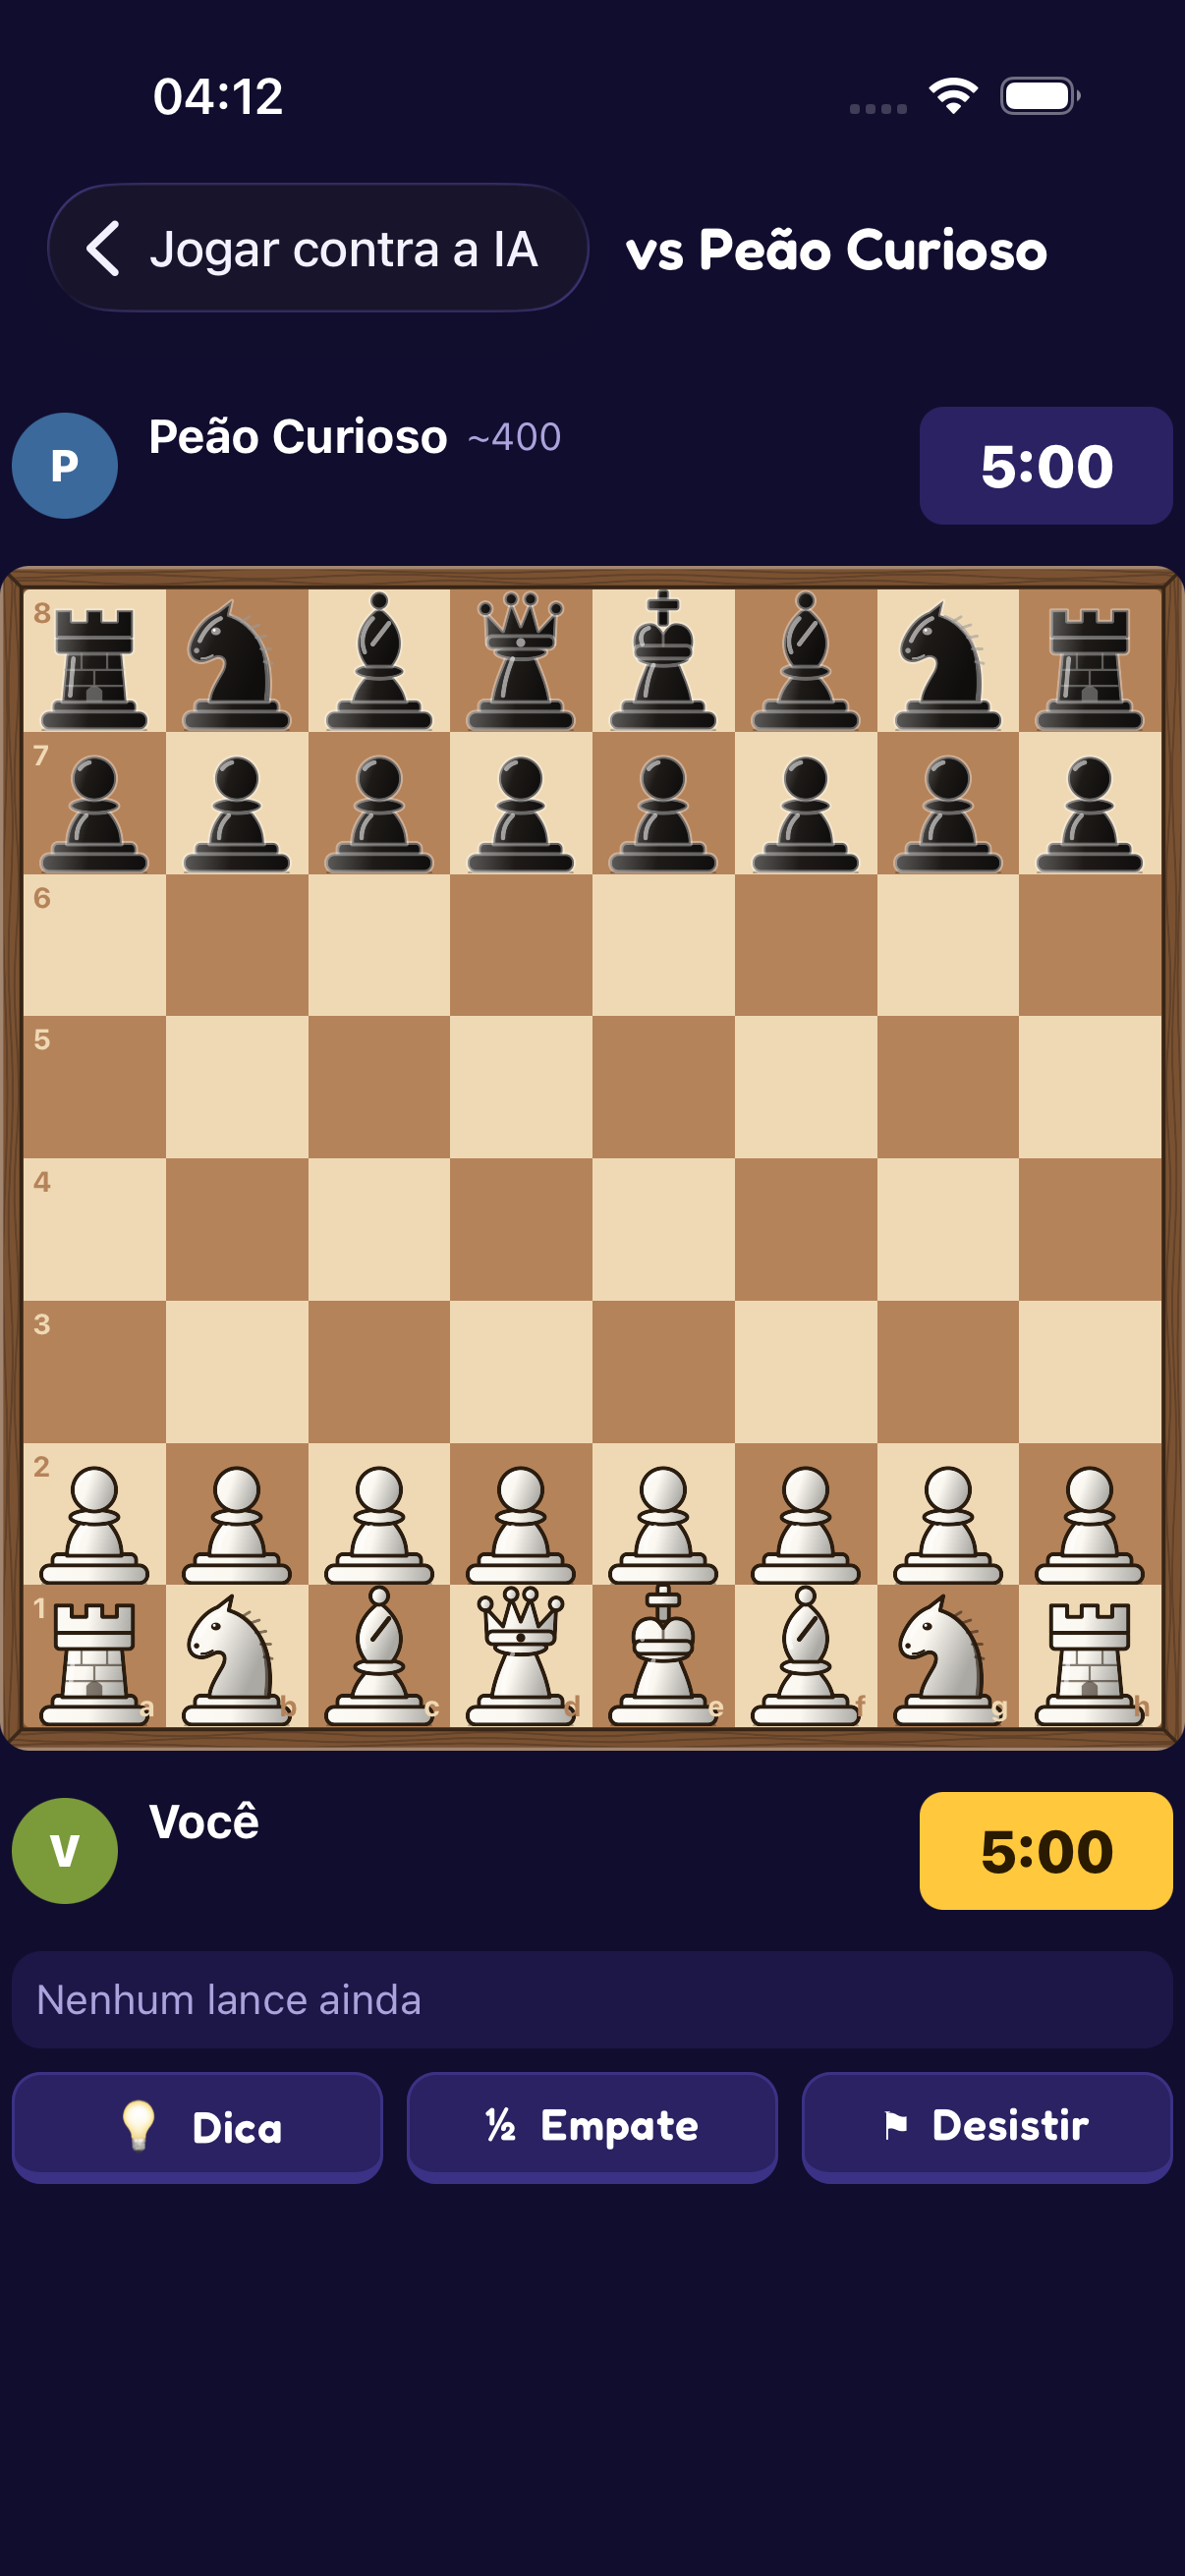 04:12
Jogar contra a IA vs Peão Curioso
P Peão Curioso ~400 5:00
8
7
6
5
4
3
2
1
a b c d e f g h
V Você 5:00
Nenhum lance ainda
💡 Dica ½ Empate ⚑ Desistir